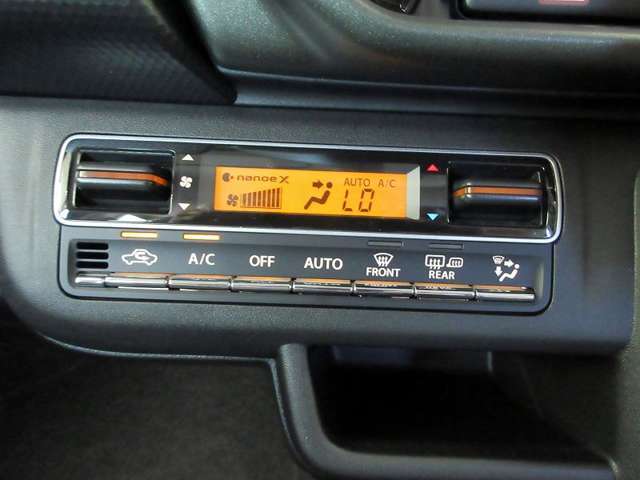 nanoe X
AUTO A/C
LO
A/C
OFF
AUTO
FRONT
REAR